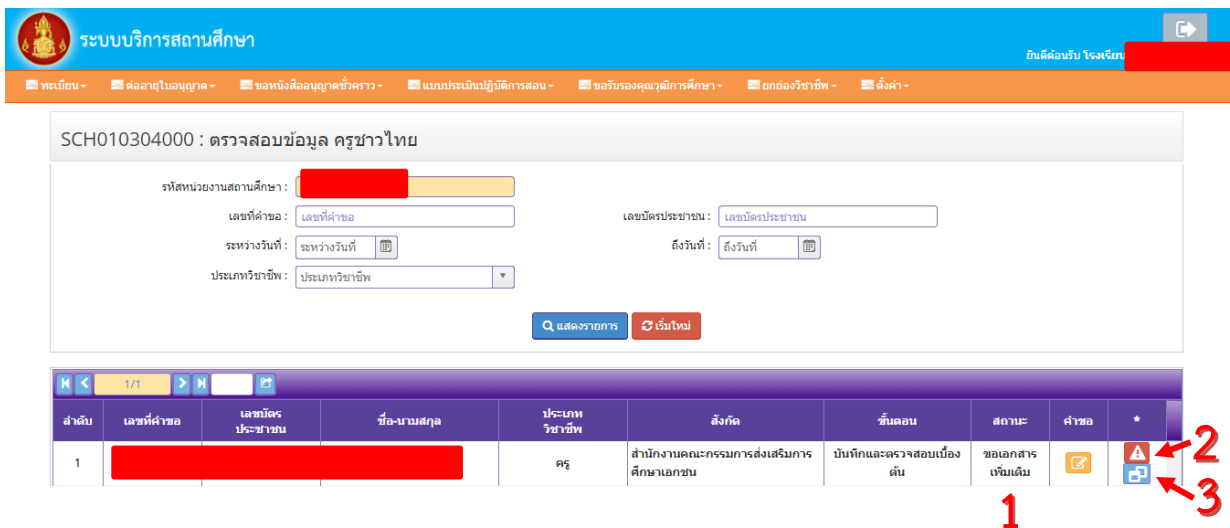 ระบบบริการสถานศึกษา
ยินดีต้อนรับ โรงเรียน
ทะเบียน ต่ออายุใบอนุญาต ขอหนังสืออนุญาตชั่วคราว แบบประเมินปฏิบัติการสอน ขอรับรองคุณวุฒิการศึกษา ยกย่องวิชาชีพ ตั้งค่า
SCH010304000 : ตรวจสอบข้อมูล ครูชาวไทย
รหัสหน่วยงานสถานศึกษา :
เลขที่คำขอ : เลขที่คำขอ เลขบัตรประชาชน : เลขบัตรประชาชน
ระหว่างวันที่ : ระหว่างวันที่ ถึงวันที่ : ถึงวันที่
ประเภทวิชาชีพ : ประเภทวิชาชีพ
แสดงรายการ เริ่มใหม่
1/1
ลำดับ เลขที่คำขอ เลขบัตร ชื่อ-นามสกุล ประเภท สังกัด ขั้นตอน สถานะ คำขอ *
ประชาชน วิชาชีพ
1 ครู สำนักงานคณะกรรมการส่งเสริมการ บันทึกและตรวจสอบเบื้อง ขอเอกสาร 2
ศึกษาเอกชน ต้น เพิ่มเติม 3
1